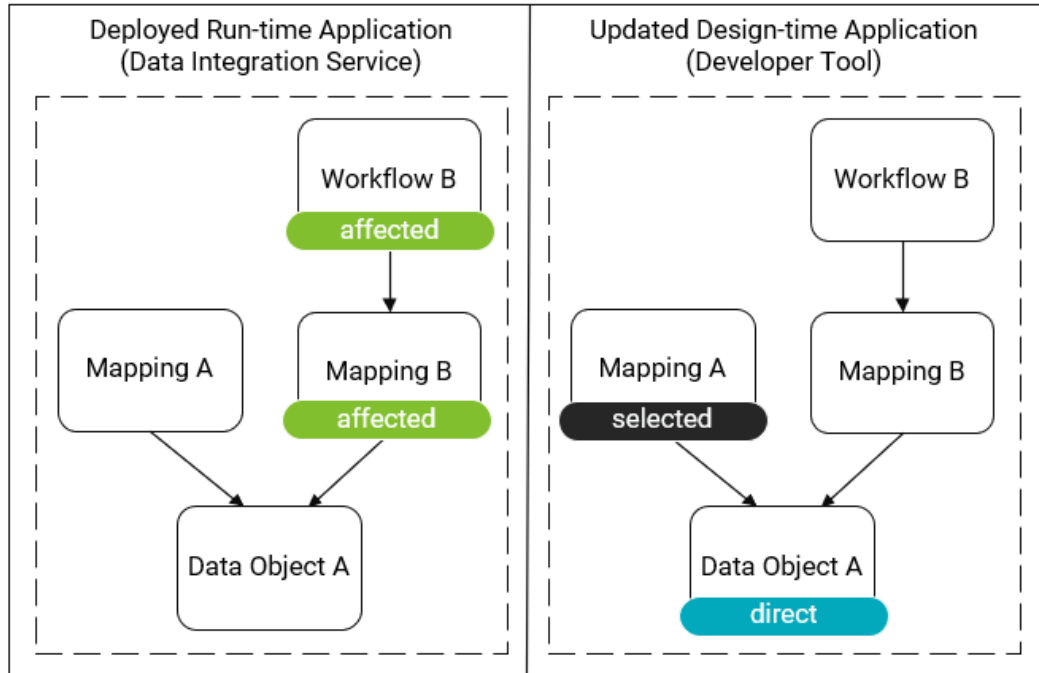 Deployed Run-time Application
(Data Integration Service)
Workflow B
affected
Mapping A
Mapping B
affected
Data Object A
Updated Design-time Application
(Developer Tool)
Workflow B
Mapping A
selected
Mapping B
Data Object A
direct